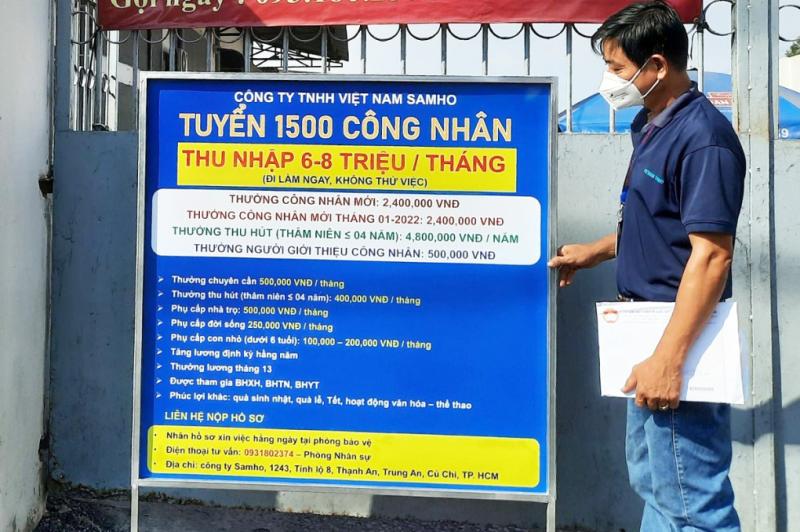 Gọi ngay : 093.180.2
CÔNG TY TNHH VIỆT NAM SAMHO
TUYỂN 1500 CÔNG NHÂN
THU NHẬP 6-8 TRIỆU / THÁNG
(ĐI LÀM NGAY, KHÔNG THỬ VIỆC)
THƯỞNG CÔNG NHÂN MỚI: 2,400,000 VNĐ
THƯỞNG CÔNG NHÂN MỚI THÁNG 01-2022: 2,400,000 VNĐ
THƯỞNG THU HÚT (THÂM NIÊN ≤ 04 NĂM): 4,800,000 VNĐ / NĂM
THƯỞNG NGƯỜI GIỚI THIỆU CÔNG NHÂN: 500,000 VNĐ
Thưởng chuyên cần 500,000 VNĐ / tháng
Thưởng thu hút (thâm niên ≤ 04 năm): 400,000 VNĐ / tháng
Phụ cấp nhà trọ: 500,000 VNĐ / tháng
Phụ cấp đời sống 250,000 VNĐ / tháng
Phụ cấp con nhỏ (dưới 6 tuổi): 100,000 – 200,000 VNĐ / tháng
Tăng lương định kỳ hằng năm
Thưởng lương tháng 13
Được tham gia BHXH, BHTN, BHYT
Phúc lợi khác: quà sinh nhật, quà lễ, Tết, hoạt động văn hóa – thể thao
LIÊN HỆ NỘP HỒ SƠ
Nhân hồ sơ xin việc hằng ngày tại phòng bảo vệ
Điện thoại tư vấn: 0931802374 – Phòng Nhân sự
Địa chỉ: công ty Samho, 1243, Tỉnh lộ 8, Thạnh An, Trung An, Củ Chi, TP. HCM